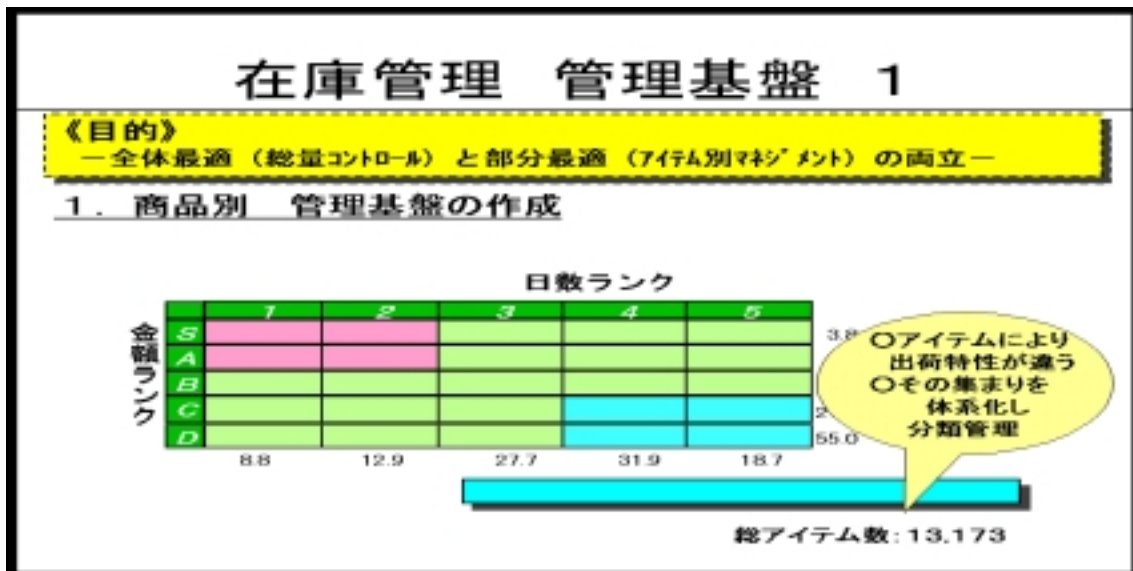 在庫管理 管理基盤 1
《目的》
－全体最適（総量ｺﾝﾄﾛｰﾙ）と部分最適（ｱｲﾃﾑ別ﾏﾈｼﾞﾒﾝﾄ）の両立－
1．商品別 管理基盤の作成
日数ランク
金額ランク
1 2 3 4 5
S 3.8
A
B
C 2
D 55.0
8.8 12.9 27.7 31.9 18.7
○アイテムにより
出荷特性が違う
○その集まりを
体系化し
分類管理
総アイテム数:13,173